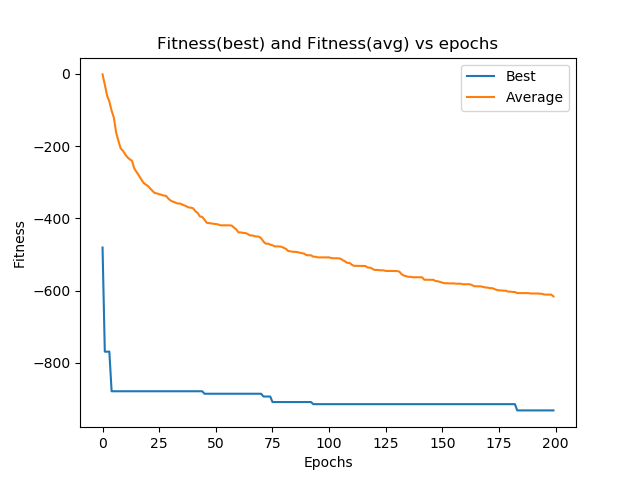 Fitness(best) and Fitness(avg) vs epochs
Best
Average
0
−200
−400
−600
−800
Fitness
0
25
50
75
100
125
150
175
200
Epochs